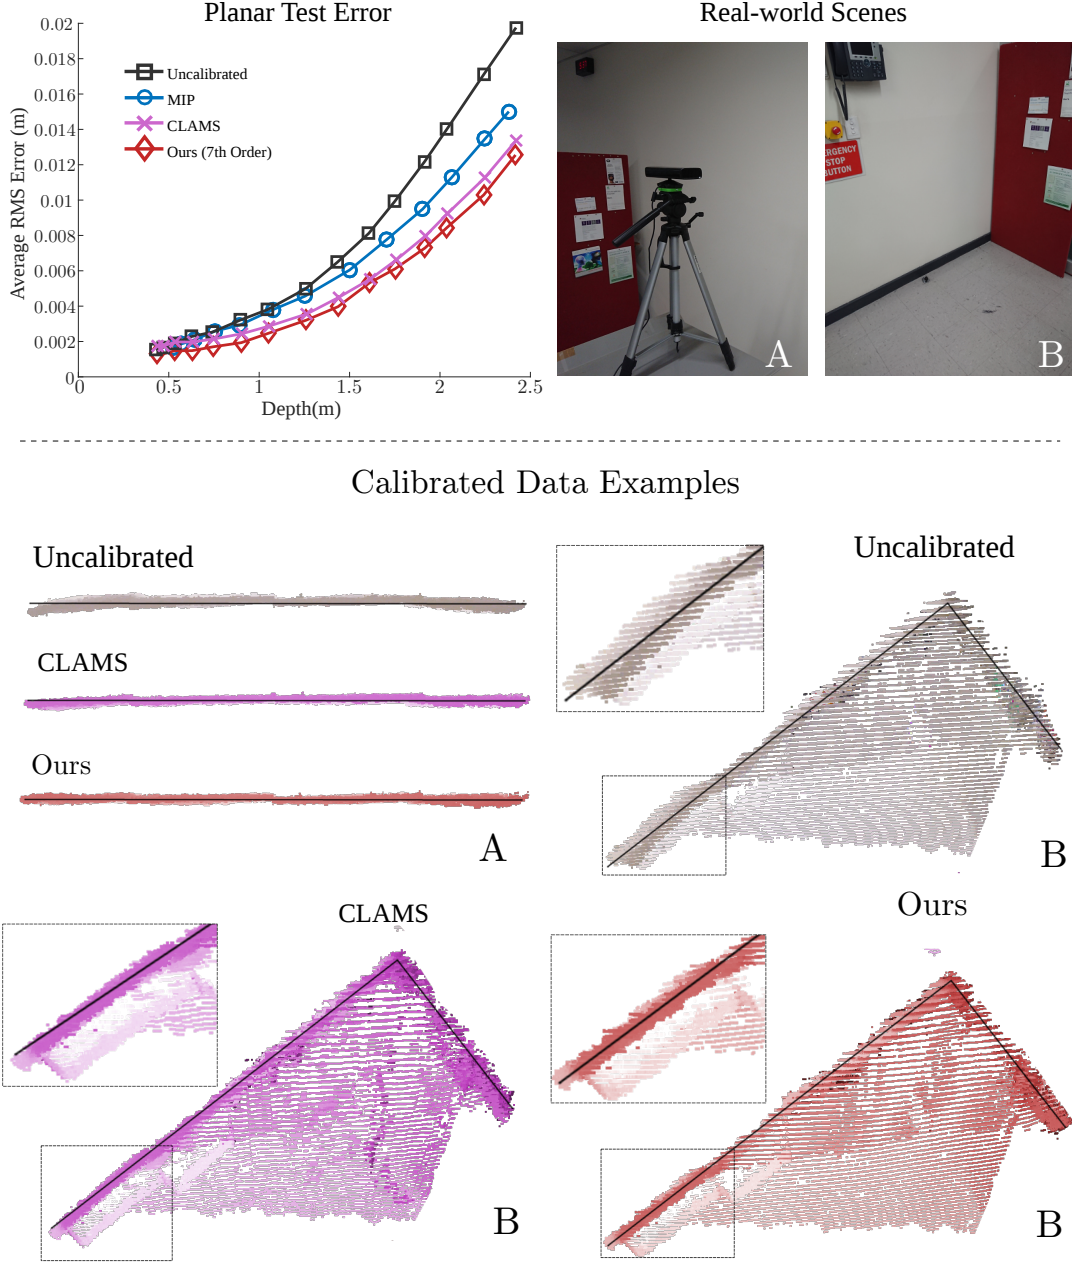 Planar Test Error
Real-world Scenes
0.02
0.018
0.016
0.014
0.012
0.01
0.008
0.006
0.004
0.002
0
Average RMS Error (m)
Uncalibrated
MIP
CLAMS
Ours (7th Order)
0
0.5
1
1.5
2
2.5
Depth(m)
A
ERGENCY
STOP
BUTTON
B
Calibrated Data Examples
Uncalibrated
CLAMS
Ours
A
Uncalibrated
B
CLAMS
B
Ours
B